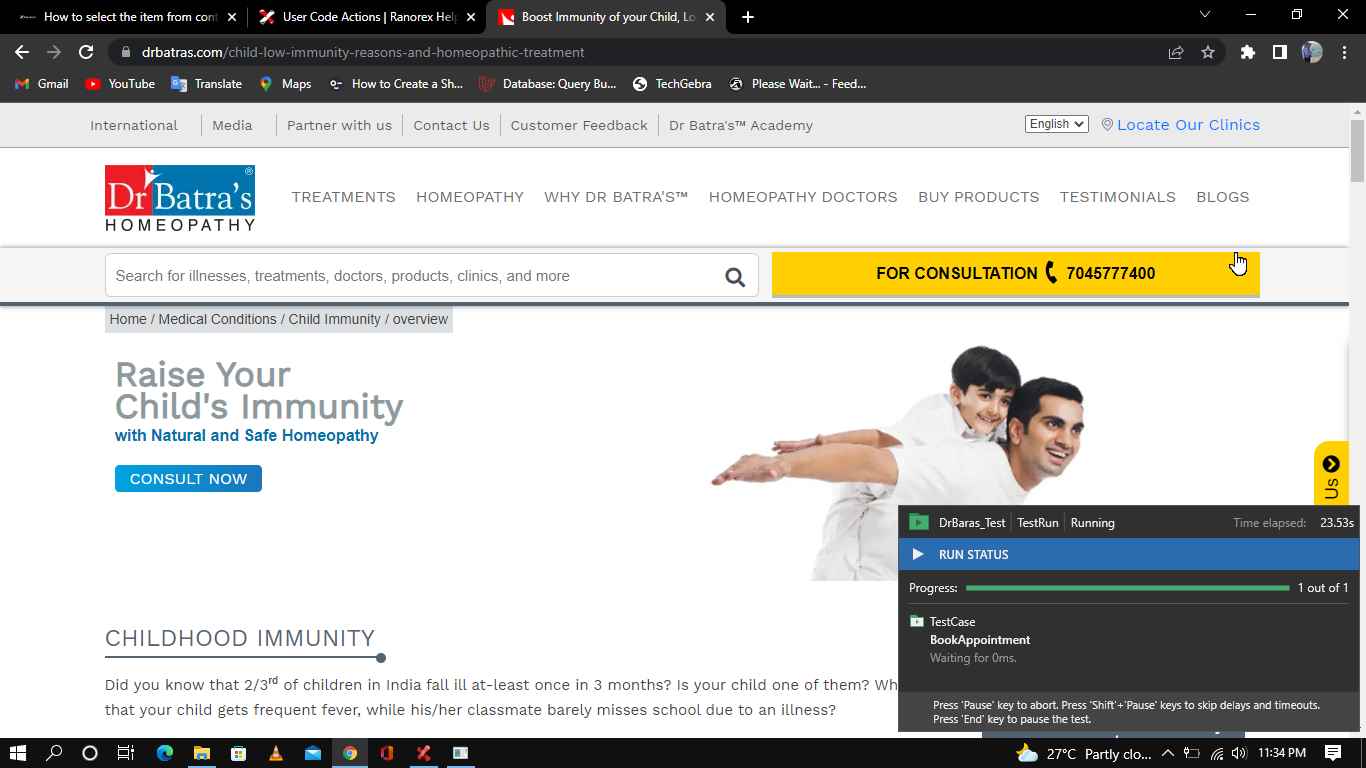 How to select the item from cont
User Code Actions | Ranorex Help
Boost Immunity of your Child, Lo
drbatras.com/child-low-immunity-reasons-and-homeopathic-treatment
Gmail
YouTube
Translate
Maps
How to Create a Sh...
Database: Query Bu...
TechGebra
Please Wait... - Feed...
International
Media
Partner with us
Contact Us
Customer Feedback
Dr Batra's™ Academy
English
Locate Our Clinics
Dr Batra's®
HOMEOPATHY
TREATMENTS
HOMEOPATHY
WHY DR BATRA'S™
HOMEOPATHY DOCTORS
BUY PRODUCTS
TESTIMONIALS
BLOGS
Search for illnesses, treatments, doctors, products, clinics, and more
FOR CONSULTATION 7045777400
Home / Medical Conditions / Child Immunity / overview
Raise Your
Child's Immunity
with Natural and Safe Homeopathy
CONSULT NOW
Us
DrBaras_Test
TestRun
Running
Time elapsed: 23.53s
RUN STATUS
Progress: 1 out of 1
TestCase
BookAppointment
Waiting for 0ms.
Press 'Pause' key to abort. Press 'Shift'+'Pause' keys to skip delays and timeouts.
Press 'End' key to pause the test.
CHILDHOOD IMMUNITY
Did you know that 2/3rd of children in India fall ill at-least once in 3 months? Is your child one of them? Wh
that your child gets frequent fever, while his/her classmate barely misses school due to an illness?
27°C Partly clo...
11:34 PM